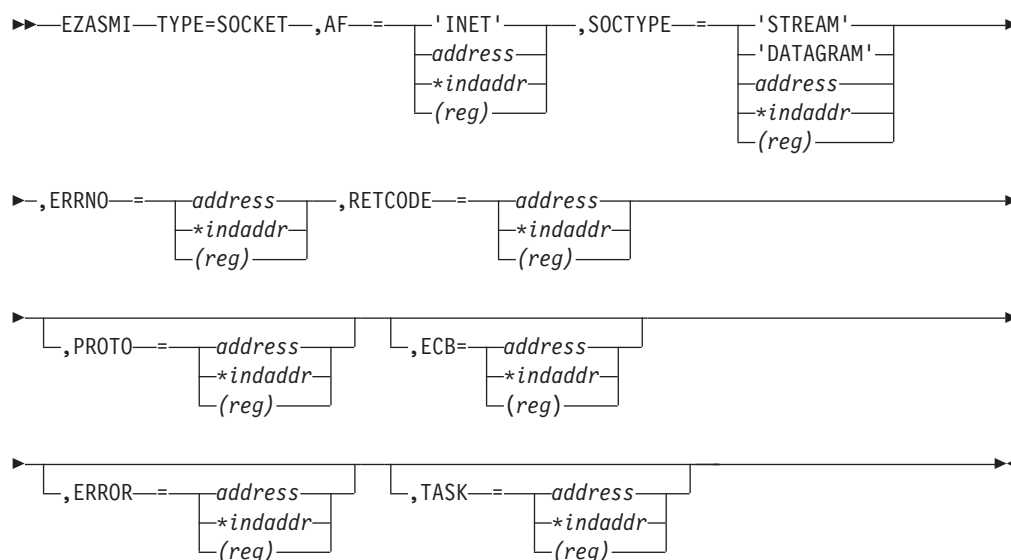 EZASMI TYPE=SOCKET ,AF = 'INET' ,SOCTYPE = 'STREAM'
address 'DATAGRAM'
*indaddr address
(reg) *indaddr
(reg)
,ERRNO = address ,RETCODE = address
*indaddr *indaddr
(reg) (reg)
,PROTO = address ,ECB= address
*indaddr *indaddr
(reg) (reg)
,ERROR = address ,TASK = address
*indaddr *indaddr
(reg) (reg)